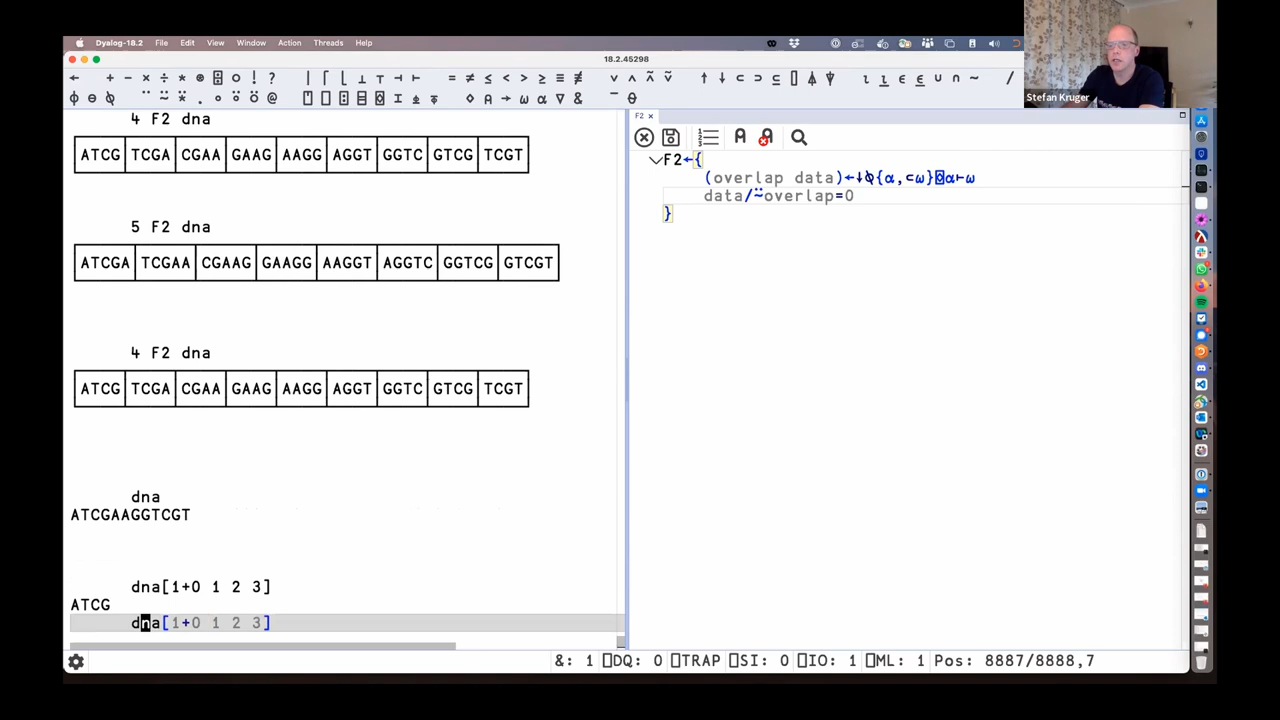 Dyalog-18.2 File Edit View Window Action Threads Help
18.2.45298
Stefan Kruger
F2
4 F2 dna
ATCG TCGA CGAA GAAG AAGG AGGT GGTC GTCG TCGT
5 F2 dna
ATCGA TCGAA CGAAG GAAGG AAGGT AGGTC GGTCG GTCGT
4 F2 dna
ATCG TCGA CGAA GAAG AAGG AGGT GGTC GTCG TCGT
dna
ATCGAAGGTCGT
dna[1+0 1 2 3]
ATCG
dna[1+0 1 2 3]
F2←{
(overlap data)←↓⍉{⍺,⊂⍵}⌺⍺⊢⍵
data/⍨overlap=0
}
&: 1 ⎕DQ: 0 ⎕TRAP ⎕SI: 0 ⎕IO: 1 ⎕ML: 1 Pos: 8887/8888,7